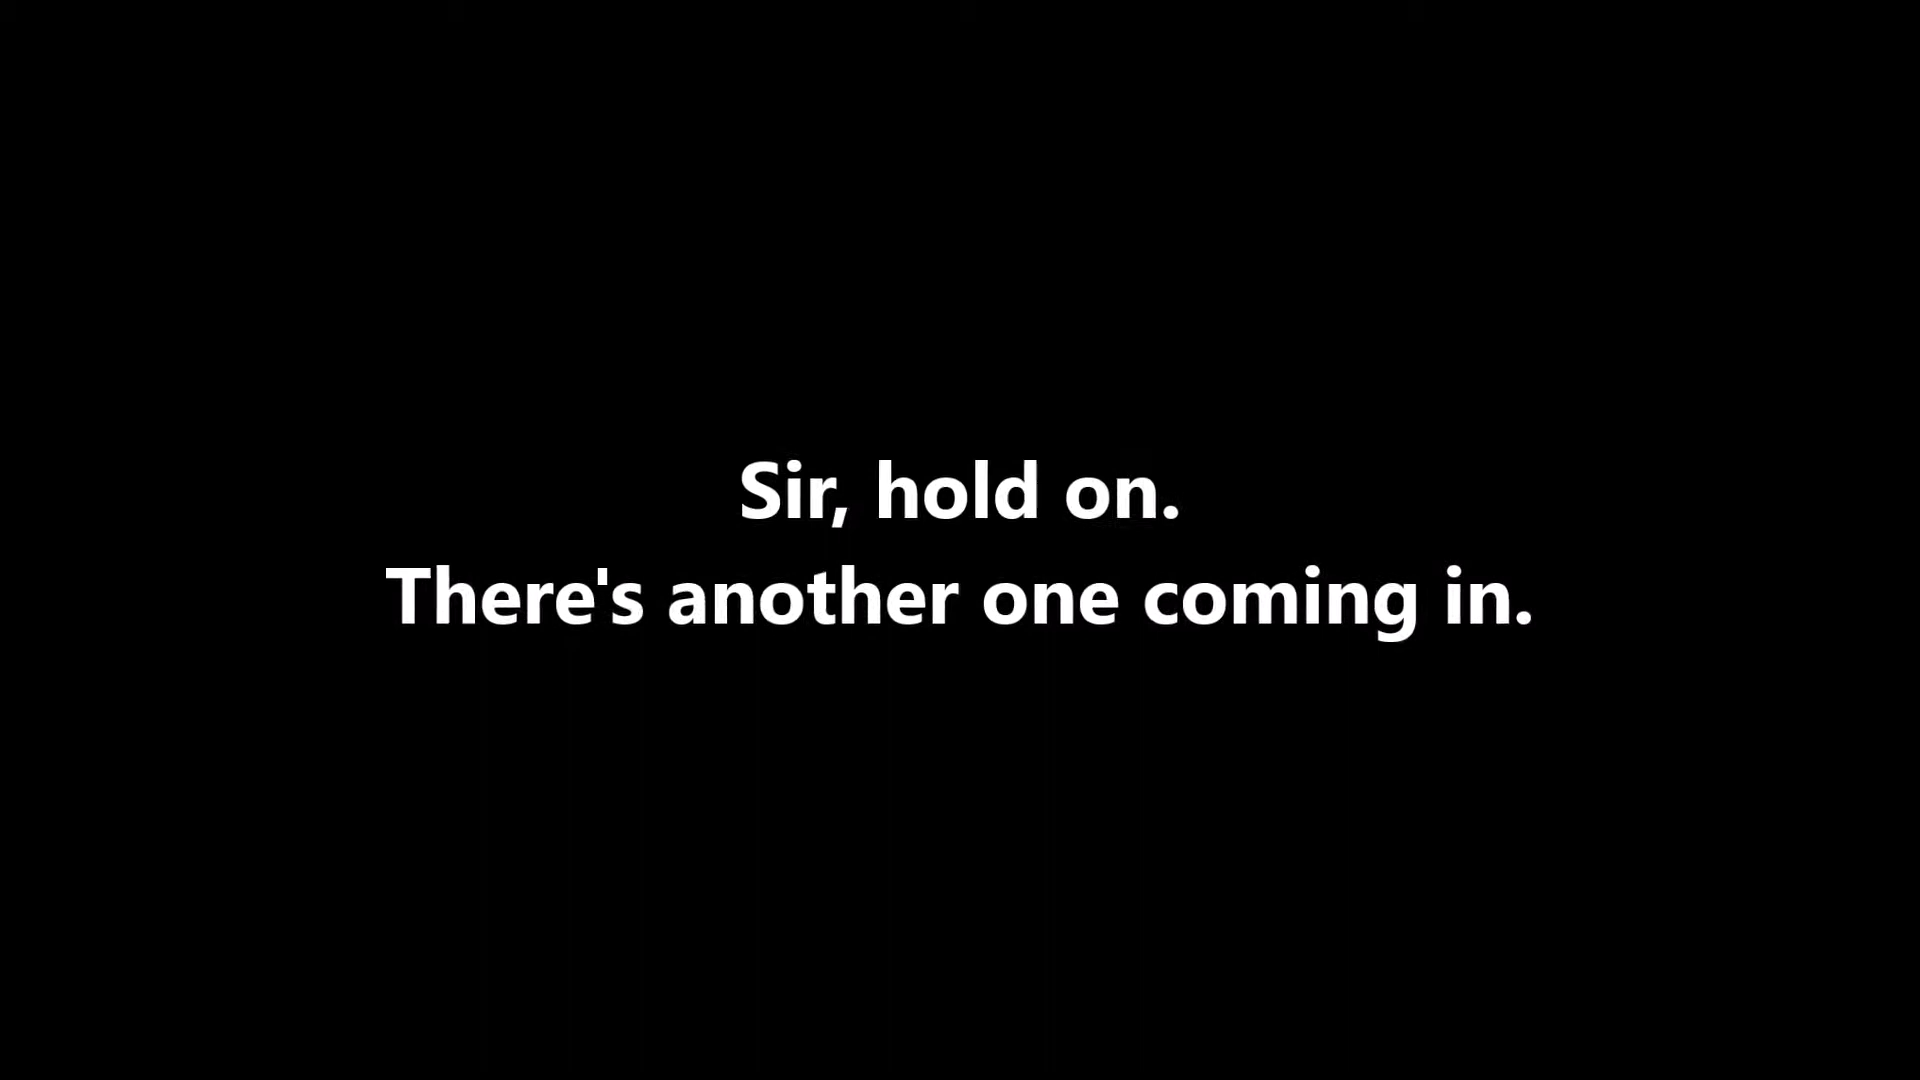 Sir, hold on.
There's another one coming in.